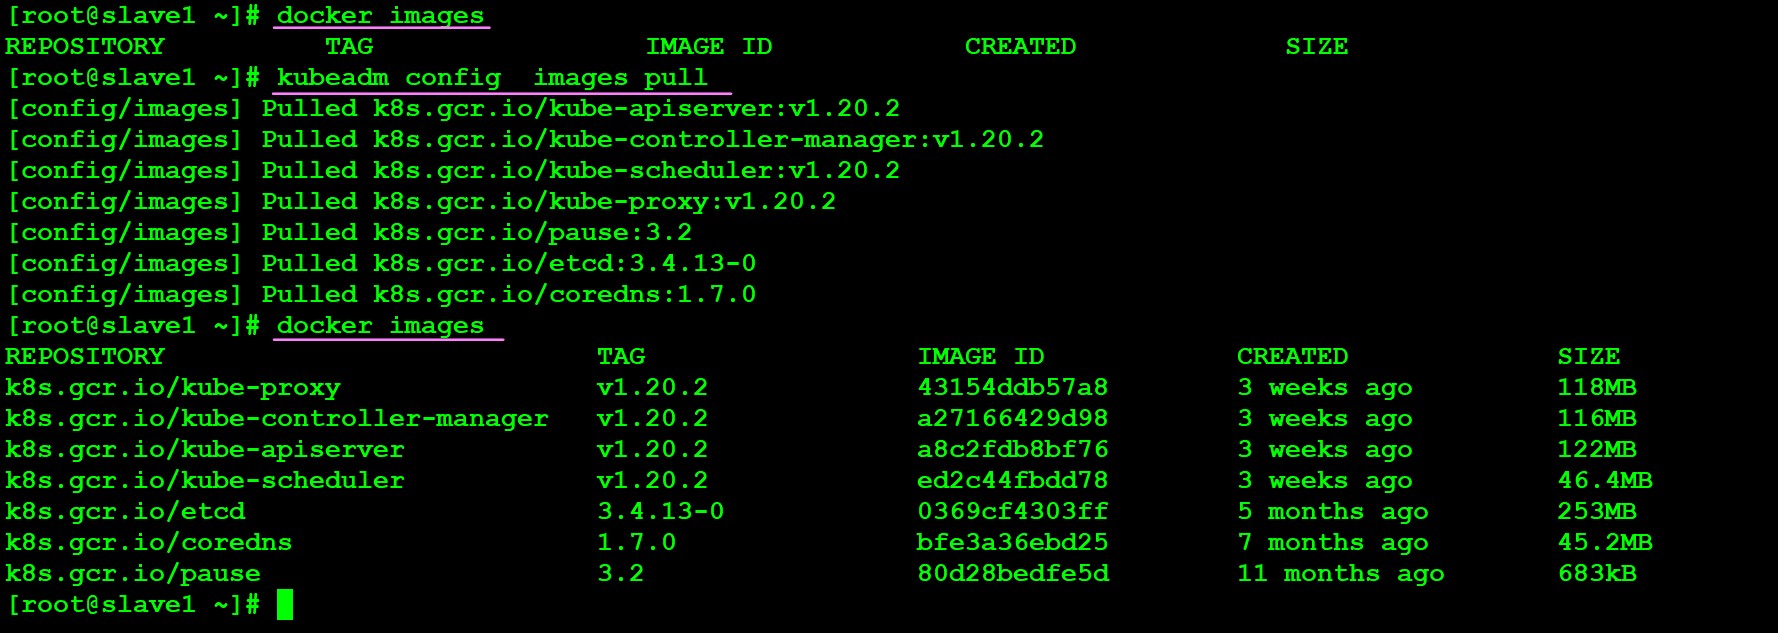 [root@slave1 ~]# docker images
REPOSITORY          TAG                 IMAGE ID            CREATED             SIZE
[root@slave1 ~]# kubeadm config  images pull
[config/images] Pulled k8s.gcr.io/kube-apiserver:v1.20.2
[config/images] Pulled k8s.gcr.io/kube-controller-manager:v1.20.2
[config/images] Pulled k8s.gcr.io/kube-scheduler:v1.20.2
[config/images] Pulled k8s.gcr.io/kube-proxy:v1.20.2
[config/images] Pulled k8s.gcr.io/pause:3.2
[config/images] Pulled k8s.gcr.io/etcd:3.4.13-0
[config/images] Pulled k8s.gcr.io/coredns:1.7.0
[root@slave1 ~]# docker images
REPOSITORY                           TAG                 IMAGE ID            CREATED             SIZE
k8s.gcr.io/kube-proxy                v1.20.2             43154ddb57a8        3 weeks ago         118MB
k8s.gcr.io/kube-controller-manager   v1.20.2             a27166429d98        3 weeks ago         116MB
k8s.gcr.io/kube-apiserver            v1.20.2             a8c2fdb8bf76        3 weeks ago         122MB
k8s.gcr.io/kube-scheduler            v1.20.2             ed2c44fbdd78        3 weeks ago         46.4MB
k8s.gcr.io/etcd                      3.4.13-0            0369cf4303ff        5 months ago        253MB
k8s.gcr.io/coredns                   1.7.0               bfe3a36ebd25        7 months ago        45.2MB
k8s.gcr.io/pause                     3.2                 80d28bedfe5d        11 months ago       683kB
[root@slave1 ~]#